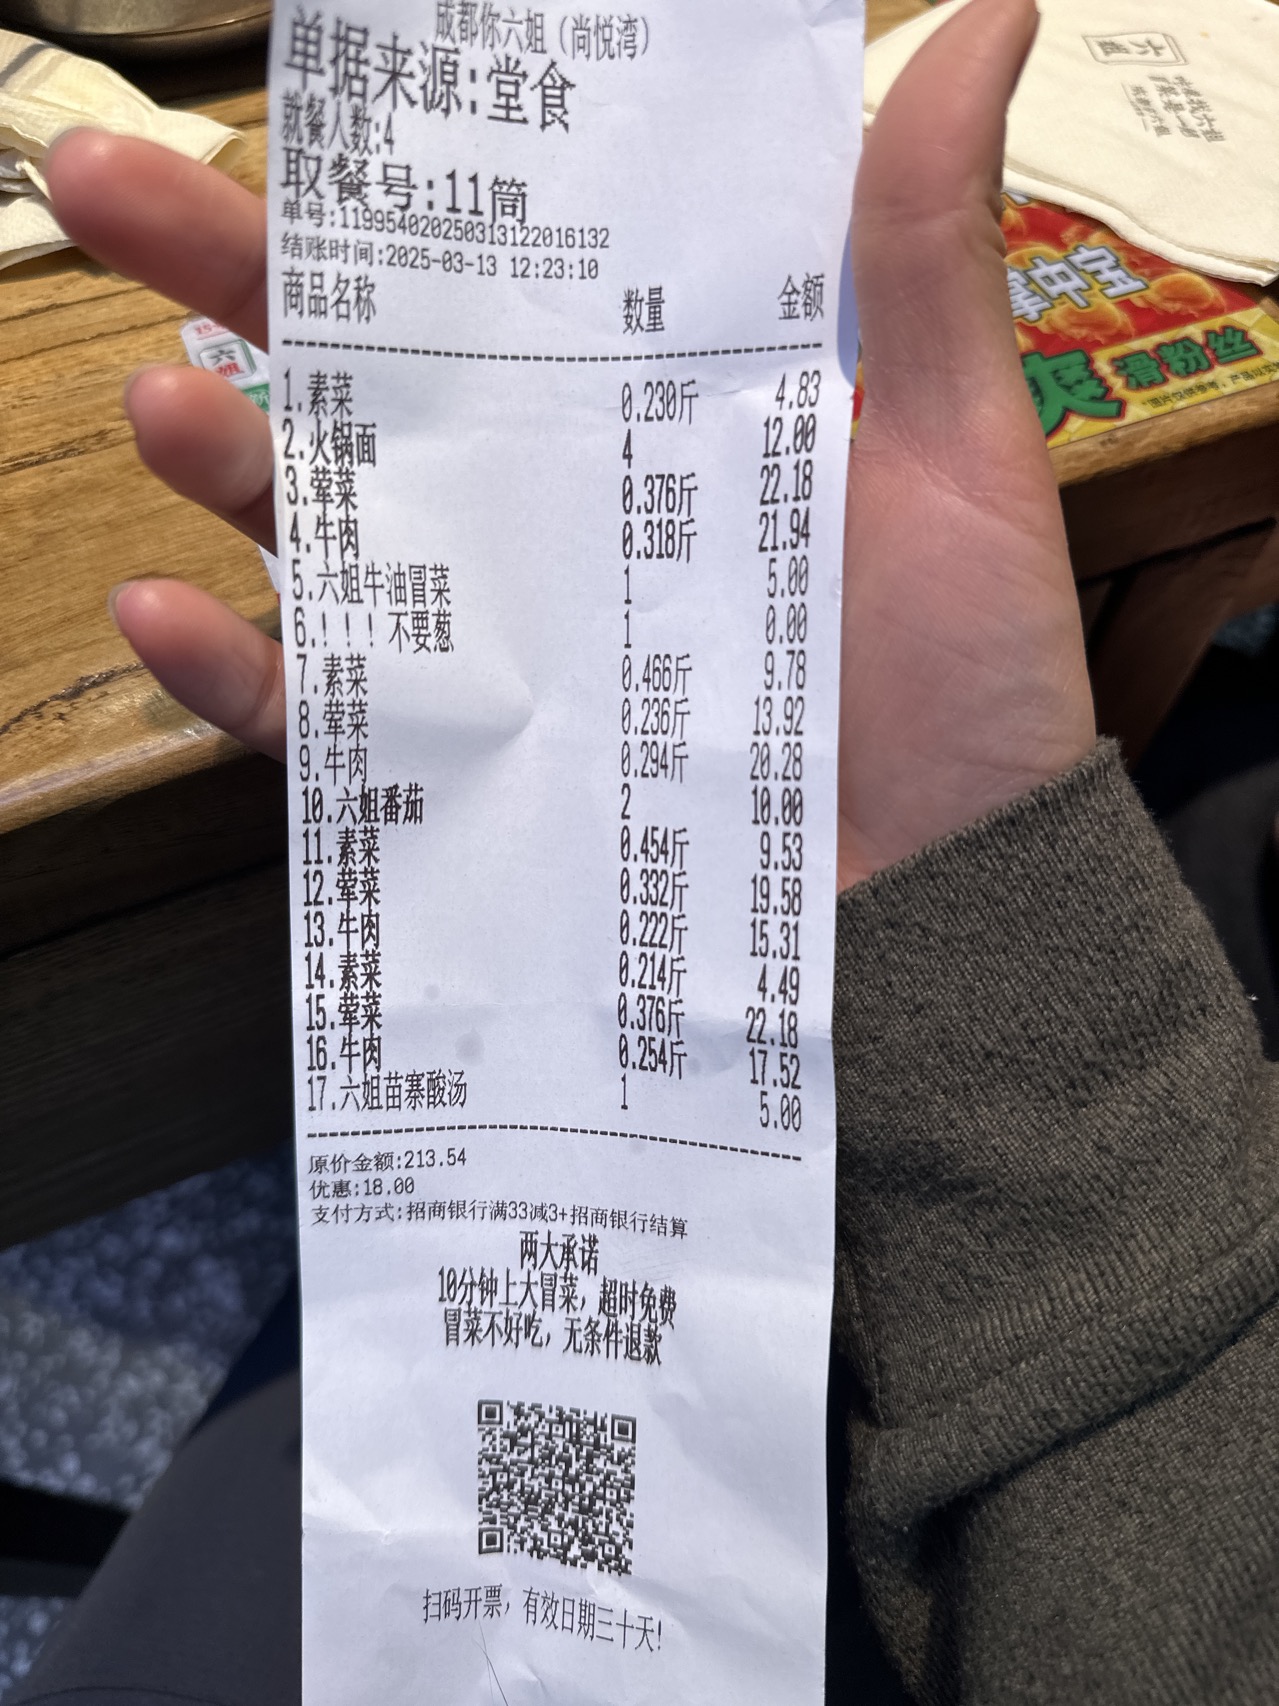 成都你六姐（尚悦湾）
单据来源:堂食
就餐人数:4
取餐号:11筒
单号:11995402025031312201613​2
结账时间:2025-03-13 12:23:10
商品名称 数量 金额
1.素菜 0.230斤 4.83
2.火锅面 4 12.00
3.荤菜 0.376斤 22.18
4.牛肉 0.318斤 21.94
5.六姐牛油冒菜 1 5.00
6.！！！不要葱 1 0.00
7.素菜 0.466斤 9.78
8.荤菜 0.236斤 13.92
9.牛肉 0.294斤 20.28
10.六姐番茄 2 10.00
11.素菜 0.454斤 9.53
12.荤菜 0.332斤 19.58
13.牛肉 0.222斤 15.31
14.素菜 0.214斤 4.49
15.荤菜 0.376斤 22.18
16.牛肉 0.254斤 17.52
17.六姐苗寨酸汤 1 5.00
原价金额:213.54
优惠:18.00
支付方式:招商银行满33减3+招商银行结算
两大承诺
10分钟上大冒菜，超时免费
冒菜不好吃，无条件退款
扫码开票，有效日期三十天!
六姐
掌中宝
爽 滑粉丝
六姐